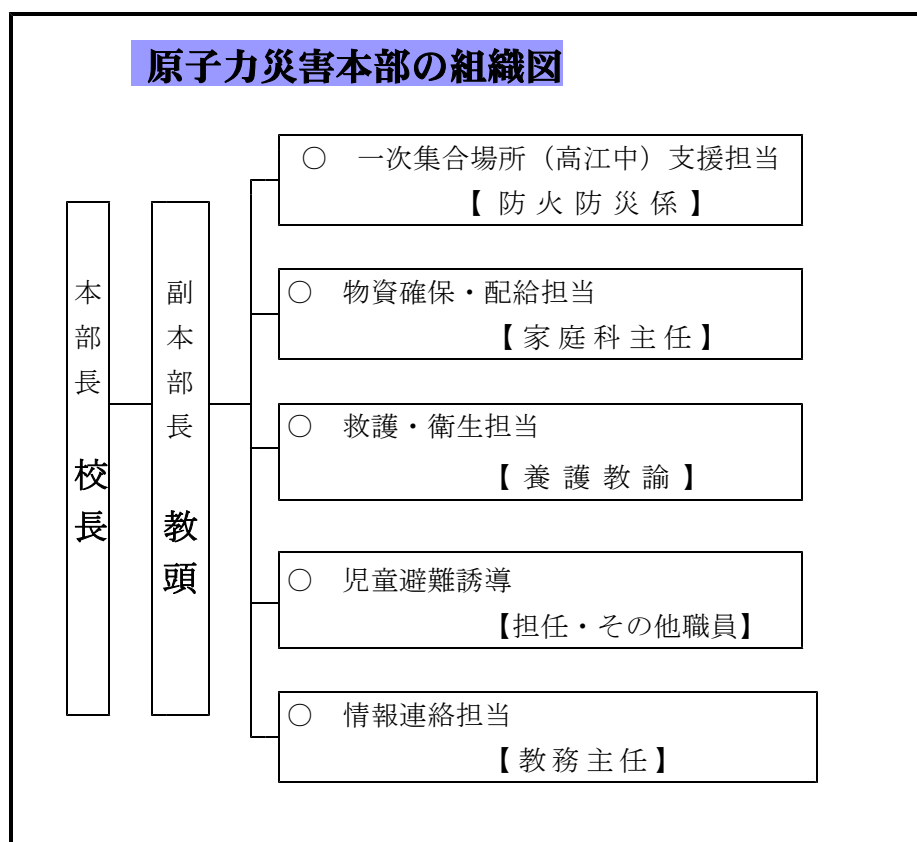 原子力災害本部の組織図
本部長 校長
副本部長 教頭
○ 一次集合場所（高江中）支援担当
【防火防災係】
○ 物資確保・配給担当
【家庭科主任】
○ 救護・衛生担当
【養護教諭】
○ 児童避難誘導
【担任・その他職員】
○ 情報連絡担当
【教務主任】